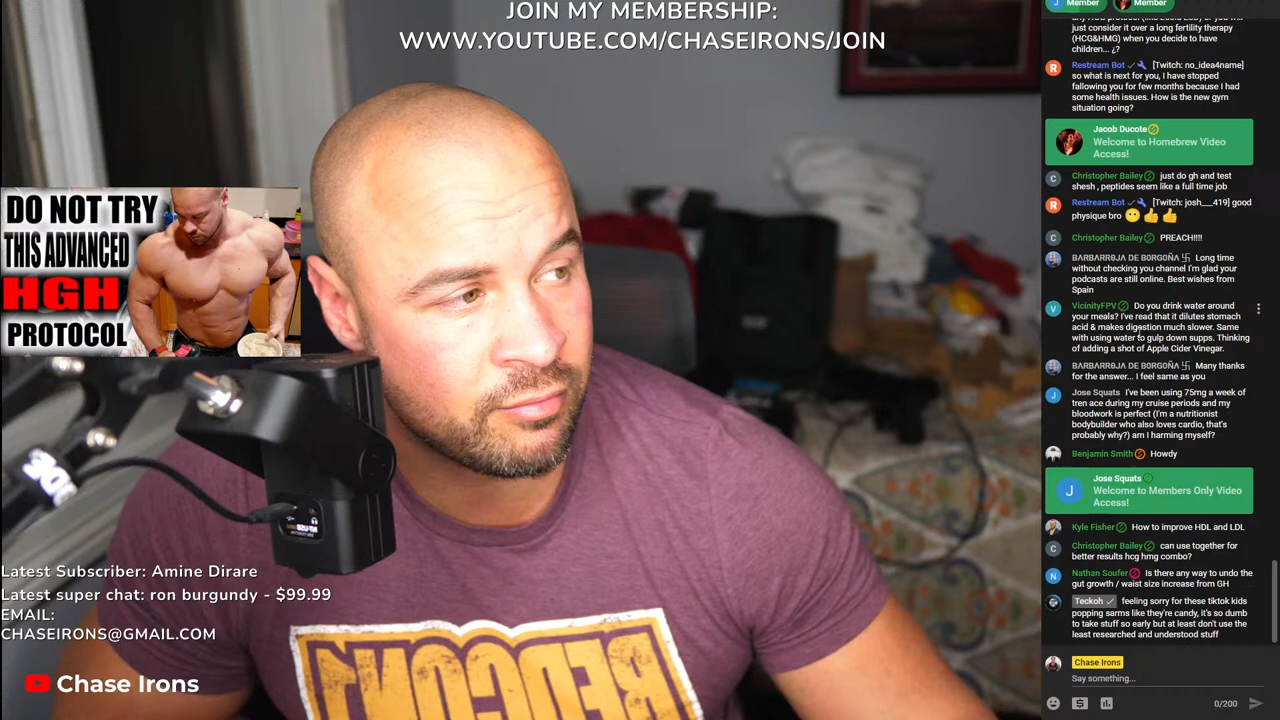 JOIN MY MEMBERSHIP:
WWW.YOUTUBE.COM/CHASEIRONS/JOIN
DO NOT TRY
THIS ADVANCED
HGH
PROTOCOL
Latest Subscriber: Amine Dirare
Latest super chat: ron burgundy - $99.99
EMAIL:
CHASEIRONS@GMAIL.COM
Chase Irons
BEDCON
J Member
Member
just consider it over a long fertility therapy
(HCG&HMG) when you decide to have
children... ¿?
R Restream Bot [Twitch: no_idea4name]
so what is next for you, I have stopped
fallowing you for few months because I had
some health issues. How is the new gym
situation going?
Jacob Ducote
Welcome to Homebrew Video
Access!
C Christopher Bailey just do gh and test
shesh , peptides seem like a full time job
R Restream Bot [Twitch: josh___419] good
physique bro
C Christopher Bailey PREACH!!!!
BΛRBΛRRθJΛ DE BθRGθÑΛ 卐 Long time
without checking you channel I'm glad your
podcasts are still online. Best wishes from
Spain
V VicinityFPV Do you drink water around
your meals? I've read that it dilutes stomach
acid & makes digestion much slower. Same
with using water to gulp down supps. Thinking
of adding a shot of Apple Cider Vinegar.
BΛRBΛRRθJΛ DE BθRGθÑΛ 卐 Many thanks
for the answer... I feel same as you
J Jose Squats I've been using 75mg a week of
tren ace during my cruise periods and my
bloodwork is perfect (I'm a nutritionist
bodybuilder who also loves cardio, that's
probably why?) am I harming myself?
Benjamin Smith Howdy
J Jose Squats
Welcome to Members Only Video
Access!
Kyle Fisher How to improve HDL and LDL
C Christopher Bailey can use together for
better results hcg hmg combo?
N Nathan Soufer Is there any way to undo the
gut growth / waist size increase from GH
Teckoh feeling sorry for these tiktok kids
popping sarms like they're candy, it's so dumb
to take stuff so early but at least don't use the
least researched and understood stuff
Chase Irons
Say something...
0/200